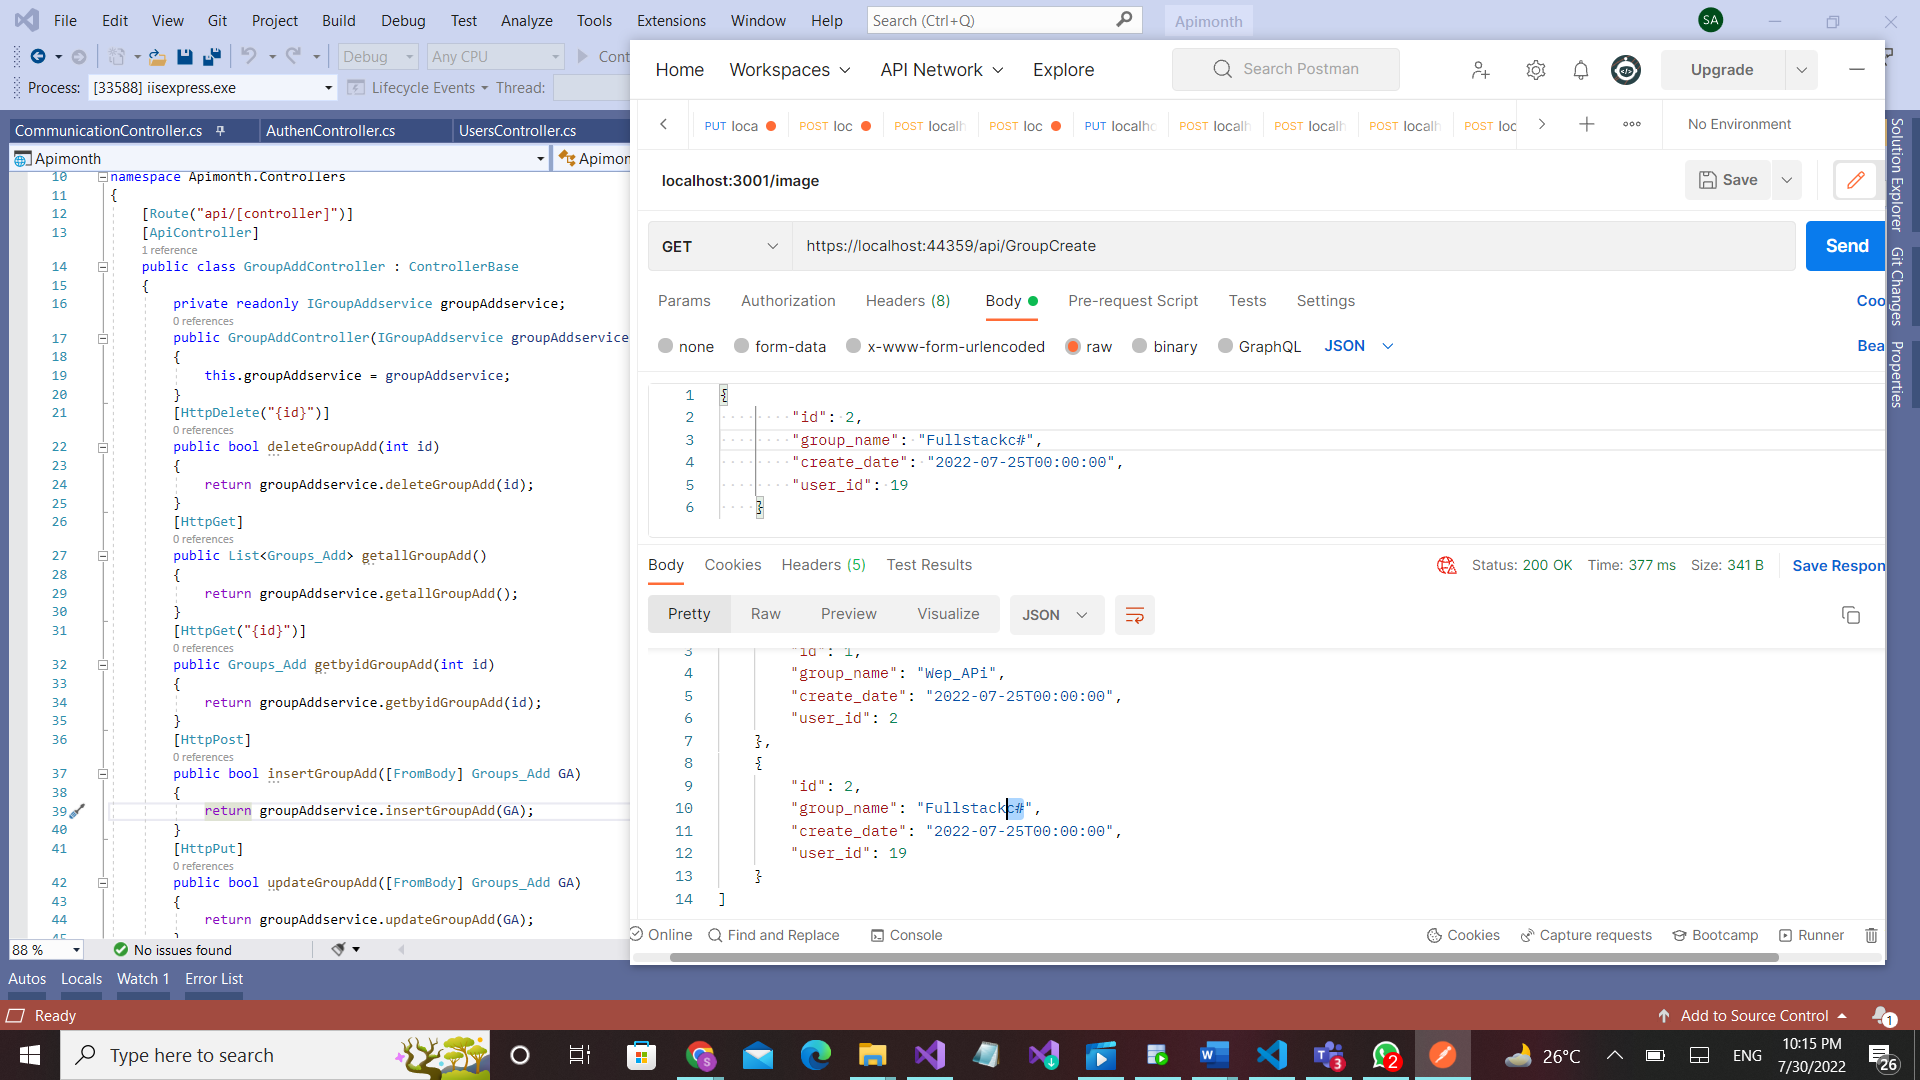 File Edit View Git Project Build Debug Test Analyze Tools Extensions Window Help Search (Ctrl+Q) Apimonth SA
Debug Any CPU
Process: [33588] iisexpress.exe Lifecycle Events Thread:
CommunicationController.cs AuthenController.cs UsersController.cs
Apimonth
10 namespace Apimonth.Controllers
11 {
12 [Route("api/[controller]")]
13 [ApiController]
1 reference
14 public class GroupAddController : ControllerBase
15 {
16 private readonly IGroupAddservice groupAddservice;
0 references
17 public GroupAddController(IGroupAddservice groupAddservice
18 {
19 this.groupAddservice = groupAddservice;
20 }
21 [HttpDelete("{id}")]
0 references
22 public bool deleteGroupAdd(int id)
23 {
24 return groupAddservice.deleteGroupAdd(id);
25 }
26 [HttpGet]
0 references
27 public List<Groups_Add> getallGroupAdd()
28 {
29 return groupAddservice.getallGroupAdd();
30 }
31 [HttpGet("{id}")]
0 references
32 public Groups_Add getbyidGroupAdd(int id)
33 {
34 return groupAddservice.getbyidGroupAdd(id);
35 }
36 [HttpPost]
0 references
37 public bool insertGroupAdd([FromBody] Groups_Add GA)
38 {
39 return groupAddservice.insertGroupAdd(GA);
40 }
41 [HttpPut]
0 references
42 public bool updateGroupAdd([FromBody] Groups_Add GA)
43 {
44 return groupAddservice.updateGroupAdd(GA);
45 }
88 % No issues found
Autos Locals Watch 1 Error List
Ready Add to Source Control 1
Home Workspaces API Network Explore Search Postman Upgrade
PUT loca POST loc POST localh POST loc PUT localhc POST localh POST localh POST localh POST loc No Environment
localhost:3001/image Save
GET https://localhost:44359/api/GroupCreate Send
Params Authorization Headers (8) Body Pre-request Script Tests Settings Coo
none form-data x-www-form-urlencoded raw binary GraphQL JSON Bea
1 {
2 "id": 2,
3 "group_name": "Fullstackc#",
4 "create_date": "2022-07-25T00:00:00",
5 "user_id": 19
6 }
Body Cookies Headers (5) Test Results Status: 200 OK Time: 377 ms Size: 341 B Save Respon
Pretty Raw Preview Visualize JSON
3 "id": 1,
4 "group_name": "Wep_APi",
5 "create_date": "2022-07-25T00:00:00",
6 "user_id": 2
7 },
8 {
9 "id": 2,
10 "group_name": "Fullstackc#",
11 "create_date": "2022-07-25T00:00:00",
12 "user_id": 19
13 }
14 ]
Online Find and Replace Console Cookies Capture requests Bootcamp Runner
Solution Explorer
Git Changes
Properties
Type here to search 3 2 26°C ENG 10:15 PM
7/30/2022 26